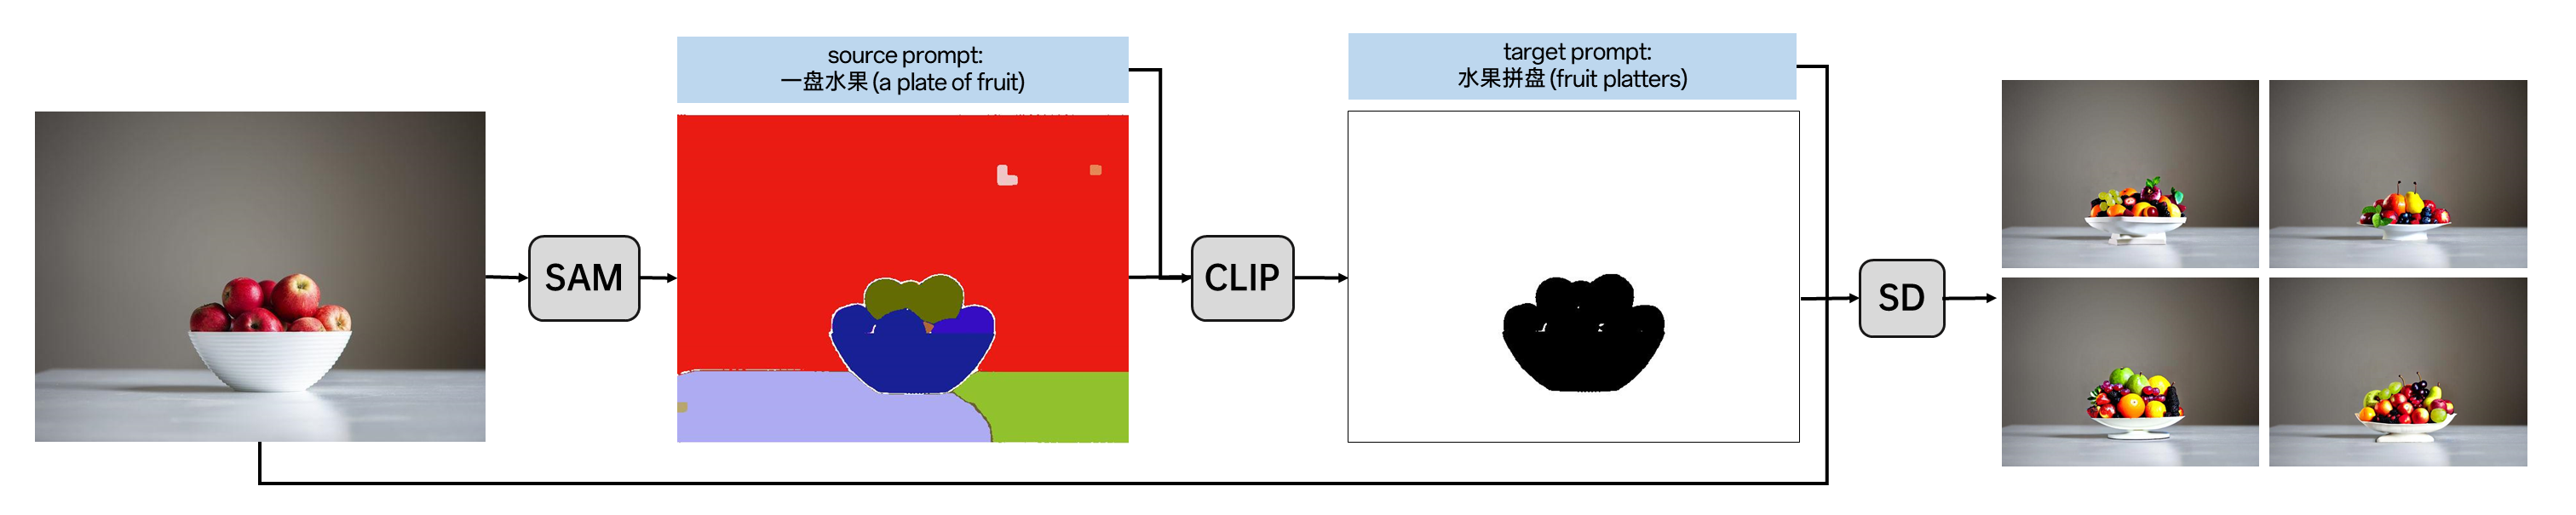 source prompt:
一盘水果 (a plate of fruit)
target prompt:
水果拼盘 (fruit platters)
SAM
CLIP
SD